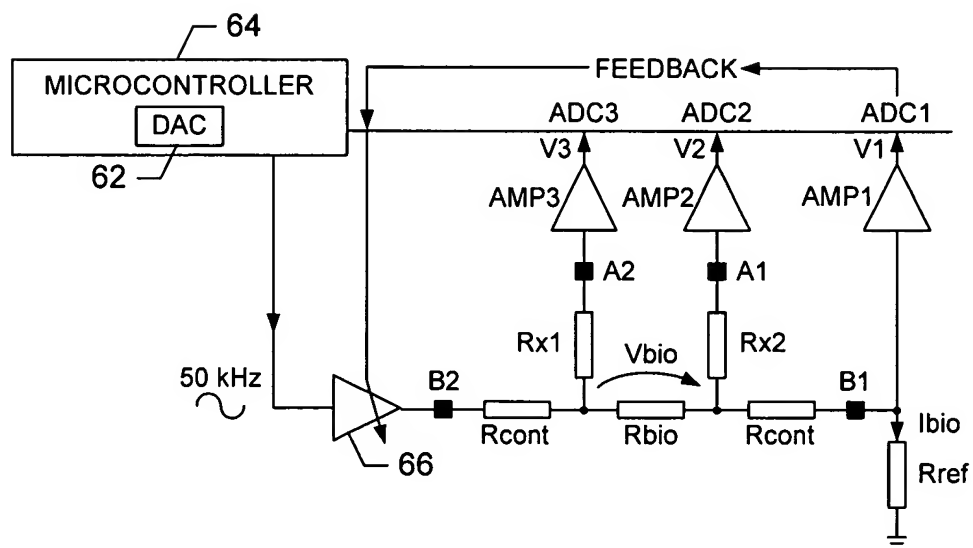 64
MICROCONTROLLER
DAC
62
FEEDBACK
ADC3 ADC2 ADC1
V3 V2 V1
AMP3 AMP2 AMP1
A2 A1
Rx1 Vbio Rx2
50 kHz B2 B1
Rcont Rbio Rcont Ibio
66 Rref